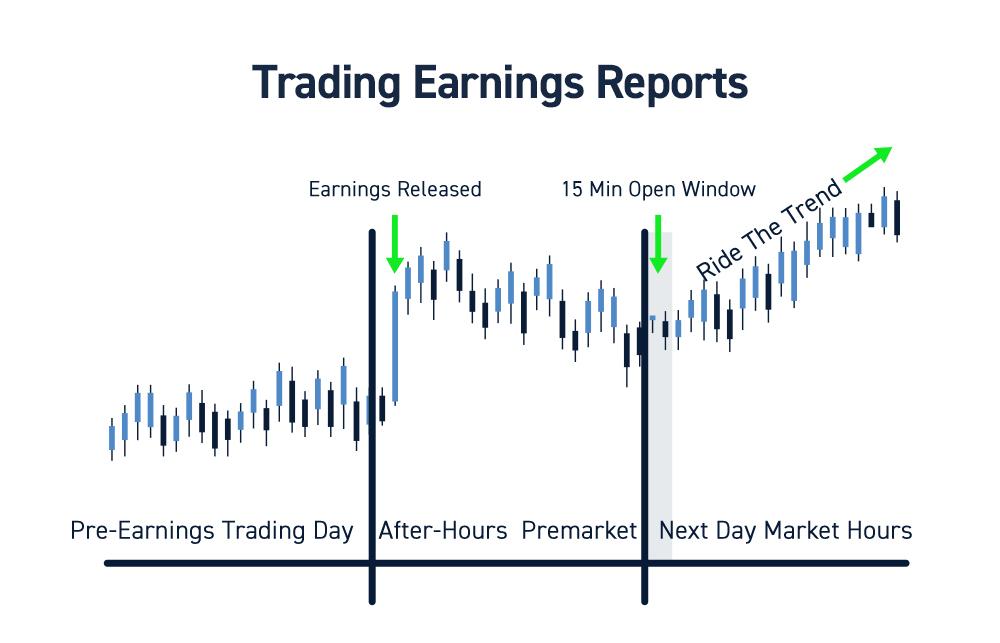 Trading Earnings Reports
Earnings Released
15 Min Open Window
Ride The Trend
Pre-Earnings Trading Day
After-Hours
Premarket
Next Day Market Hours